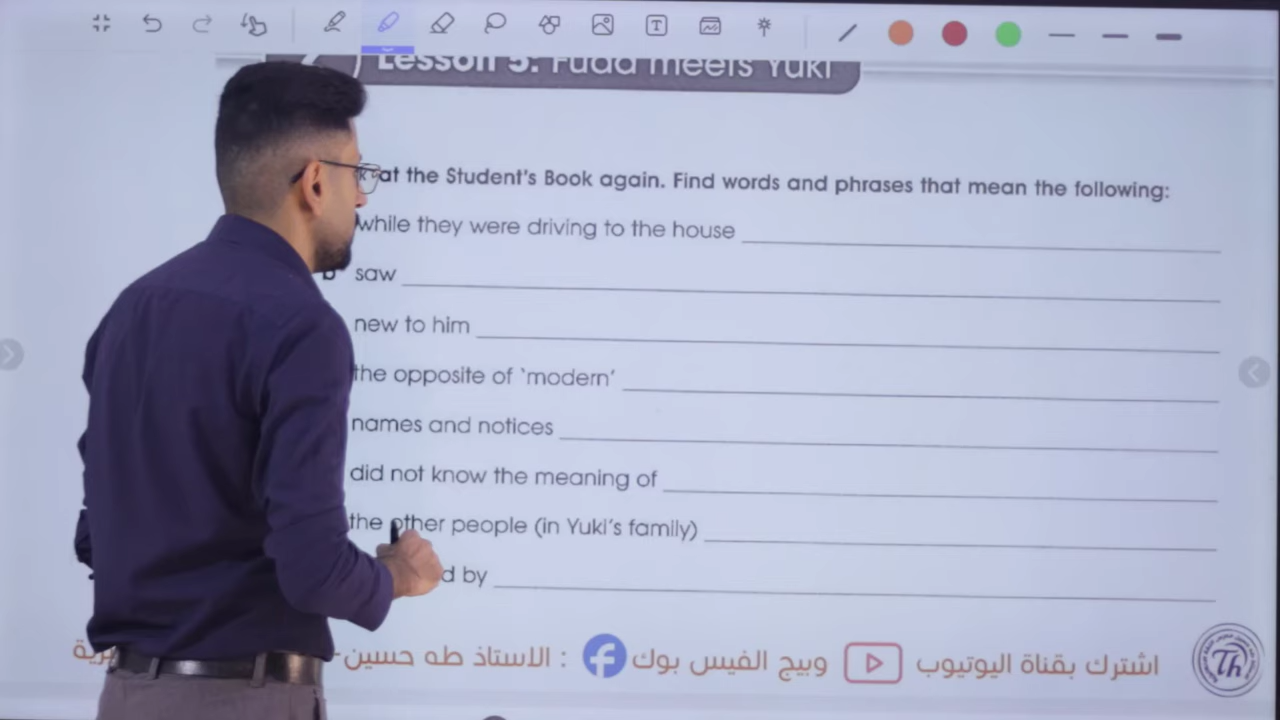 Lesson 5: Fuad meets Yuki
at the Student's Book again. Find words and phrases that mean the following:
while they were driving to the house
b saw
new to him
the opposite of 'modern'
names and notices
did not know the meaning of
the other people (in Yuki's family)
d by
اشترك بقناة اليوتيوب وبيج الفيس بوك : الاستاذ طه حسين-
Th